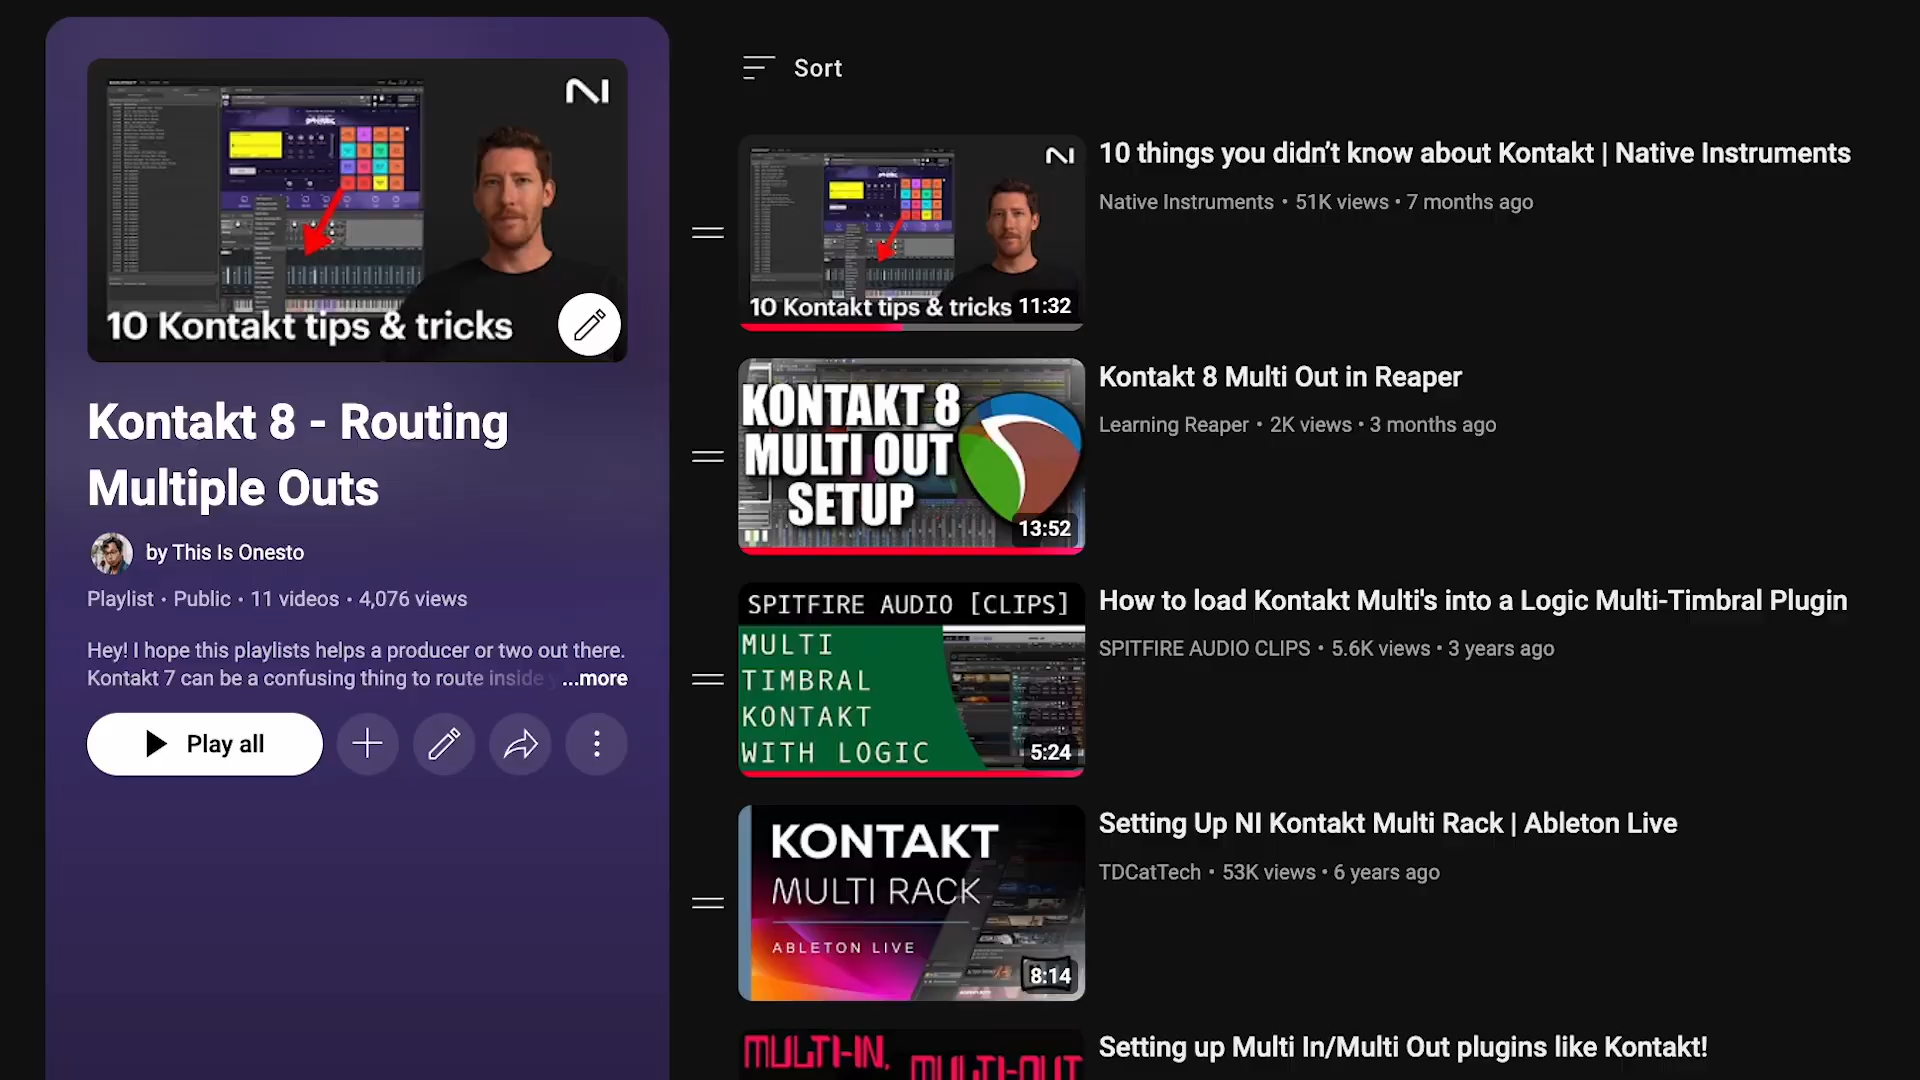 10 Kontakt tips & tricks
Kontakt 8 - Routing
Multiple Outs
by This Is Onesto
Playlist • Public • 11 videos • 4,076 views
Hey! I hope this playlists helps a producer or two out there.
Kontakt 7 can be a confusing thing to route inside ...more
Play all
Sort
10 Kontakt tips & tricks 11:32
10 things you didn’t know about Kontakt | Native Instruments
Native Instruments • 51K views • 7 months ago
KONTAKT 8
MULTI OUT
SETUP
13:52
Kontakt 8 Multi Out in Reaper
Learning Reaper • 2K views • 3 months ago
SPITFIRE AUDIO [CLIPS]
MULTI
TIMBRAL
KONTAKT
WITH LOGIC
5:24
How to load Kontakt Multi's into a Logic Multi-Timbral Plugin
SPITFIRE AUDIO CLIPS • 5.6K views • 3 years ago
KONTAKT
MULTI RACK
ABLETON LIVE
8:14
Setting Up NI Kontakt Multi Rack | Ableton Live
TDCatTech • 53K views • 6 years ago
MULTI-IN,
MULTI-OUT
Setting up Multi In/Multi Out plugins like Kontakt!